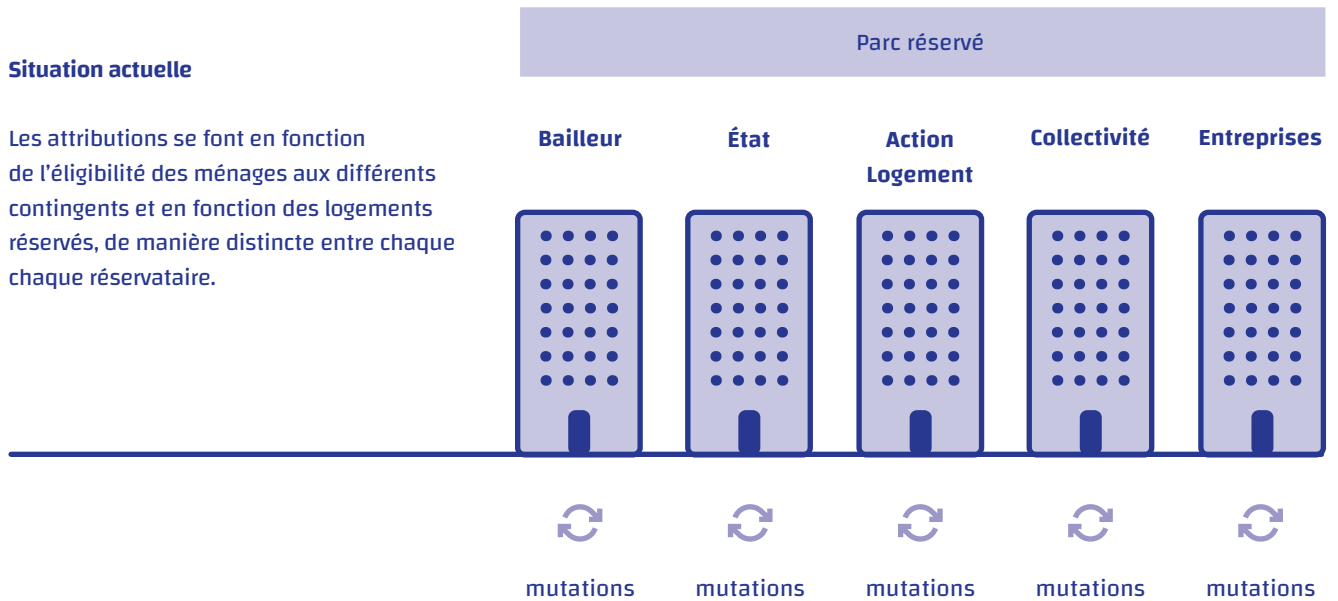 Situation actuelle
Les attributions se font en fonction
de l'éligibilité des ménages aux différents
contingents et en fonction des logements
réservés, de manière distincte entre chaque
chaque réservataire.
Parc réservé
Bailleur
État
Action
Logement
Collectivité
Entreprises
mutations
mutations
mutations
mutations
mutations